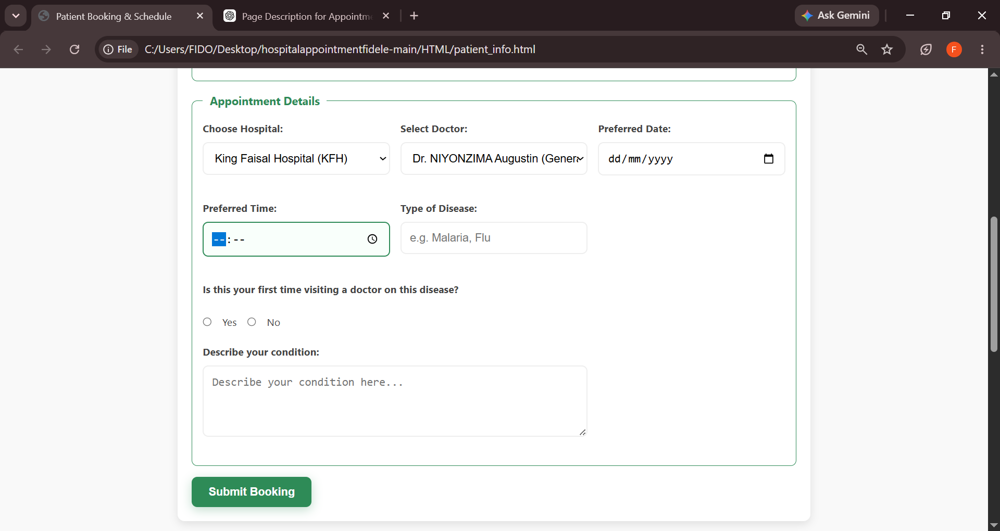 Patient Booking & Schedule
Page Description for Appointm
Ask Gemini
File
C:/Users/FIDO/Desktop/hospitalappointmentfidele-main/HTML/patient_info.html
F
Appointment Details
Choose Hospital: Select Doctor: Preferred Date:
King Faisal Hospital (KFH) Dr. NIYONZIMA Augustin (Gener dd/mm/yyyy
Preferred Time: Type of Disease:
--:-- e.g. Malaria, Flu
Is this your first time visiting a doctor on this disease?
Yes No
Describe your condition:
Describe your condition here...
Submit Booking